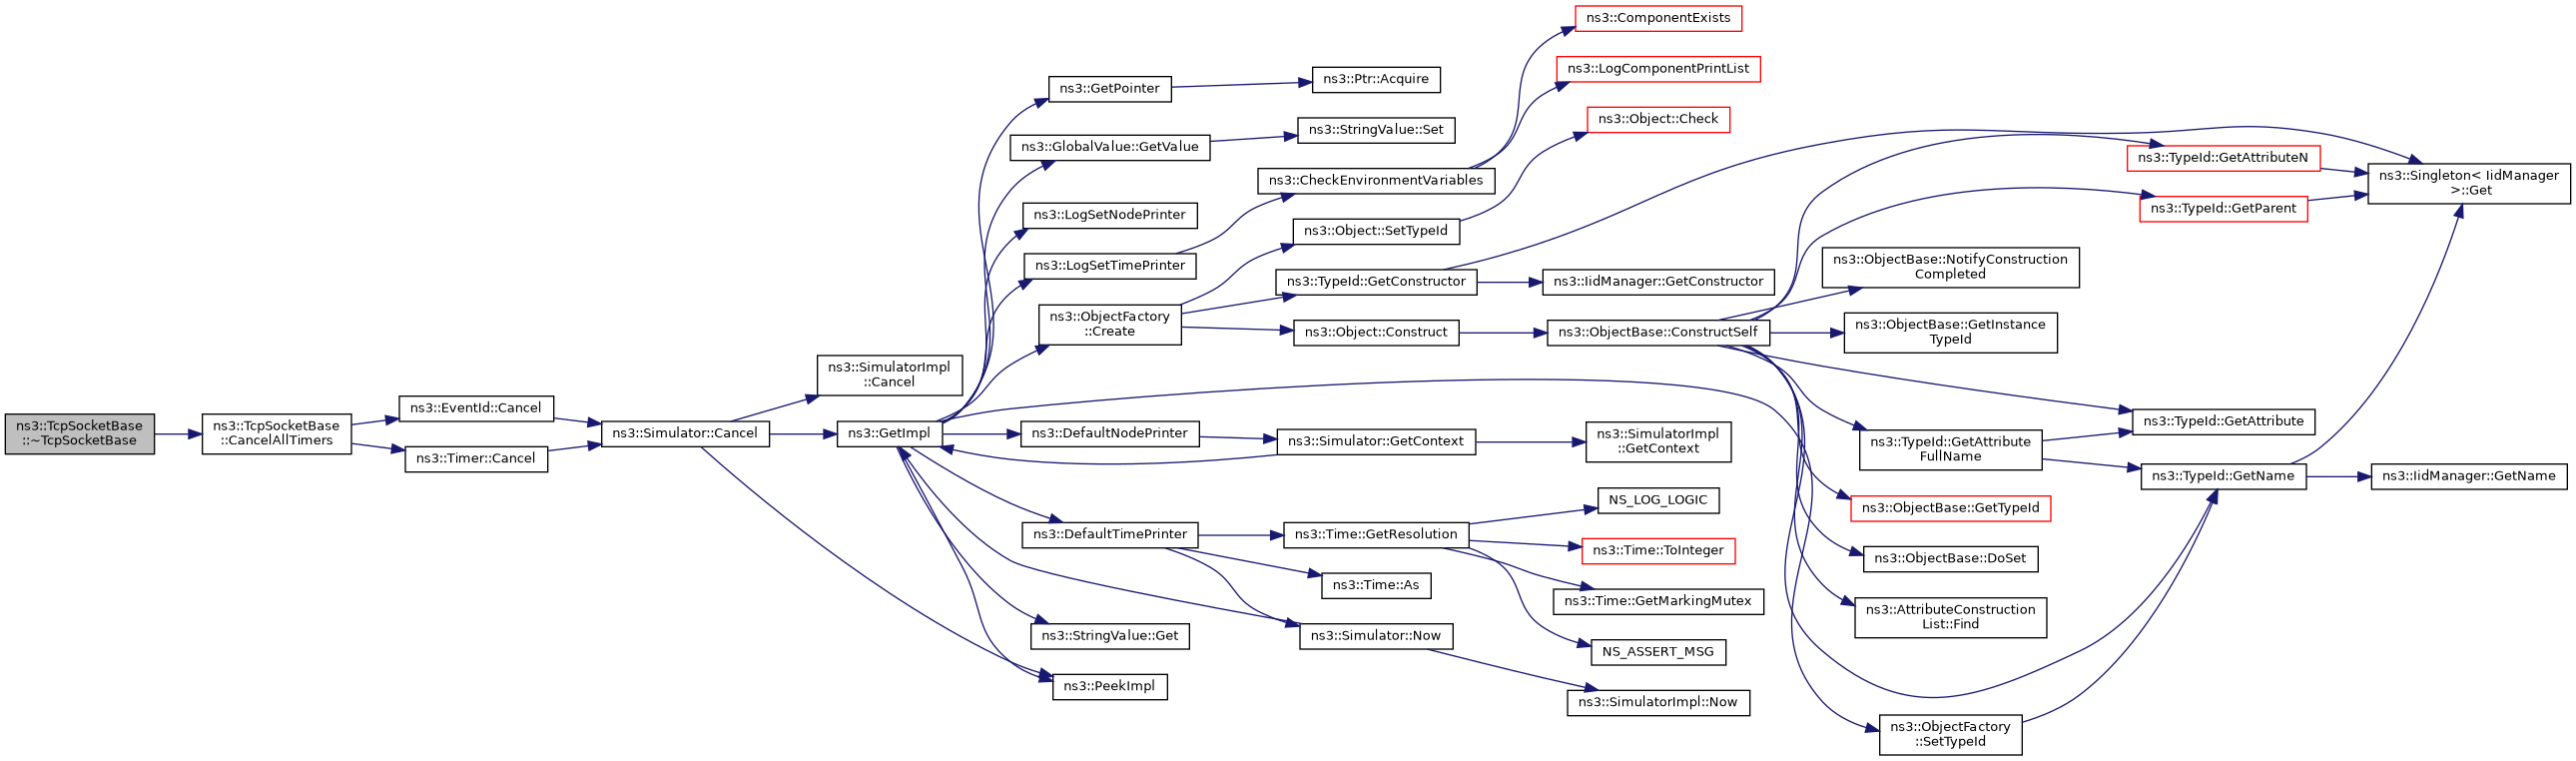 ns3::TcpSocketBase
::~TcpSocketBase
ns3::TcpSocketBase
::CancelAllTimers
ns3::EventId::Cancel
ns3::Timer::Cancel
ns3::Simulator::Cancel
ns3::SimulatorImpl
::Cancel
ns3::GetImpl
ns3::PeekImpl
ns3::GetPointer
ns3::GlobalValue::GetValue
ns3::LogSetNodePrinter
ns3::LogSetTimePrinter
ns3::ObjectFactory
::Create
ns3::DefaultNodePrinter
ns3::DefaultTimePrinter
ns3::StringValue::Get
ns3::Ptr::Acquire
ns3::StringValue::Set
ns3::CheckEnvironmentVariables
ns3::Object::SetTypeId
ns3::TypeId::GetConstructor
ns3::Object::Construct
ns3::Simulator::GetContext
ns3::Time::GetResolution
ns3::Time::As
ns3::Simulator::Now
ns3::ComponentExists
ns3::LogComponentPrintList
ns3::Object::Check
ns3::IidManager::GetConstructor
ns3::ObjectBase::ConstructSelf
ns3::SimulatorImpl
::GetContext
NS_LOG_LOGIC
ns3::Time::ToInteger
ns3::Time::GetMarkingMutex
NS_ASSERT_MSG
ns3::SimulatorImpl::Now
ns3::ObjectBase::NotifyConstruction
Completed
ns3::ObjectBase::GetInstance
TypeId
ns3::TypeId::GetAttribute
FullName
ns3::ObjectBase::GetTypeId
ns3::ObjectBase::DoSet
ns3::AttributeConstruction
List::Find
ns3::ObjectFactory
::SetTypeId
ns3::TypeId::GetAttributeN
ns3::TypeId::GetParent
ns3::TypeId::GetAttribute
ns3::TypeId::GetName
ns3::Singleton< IidManager
>::Get
ns3::IidManager::GetName